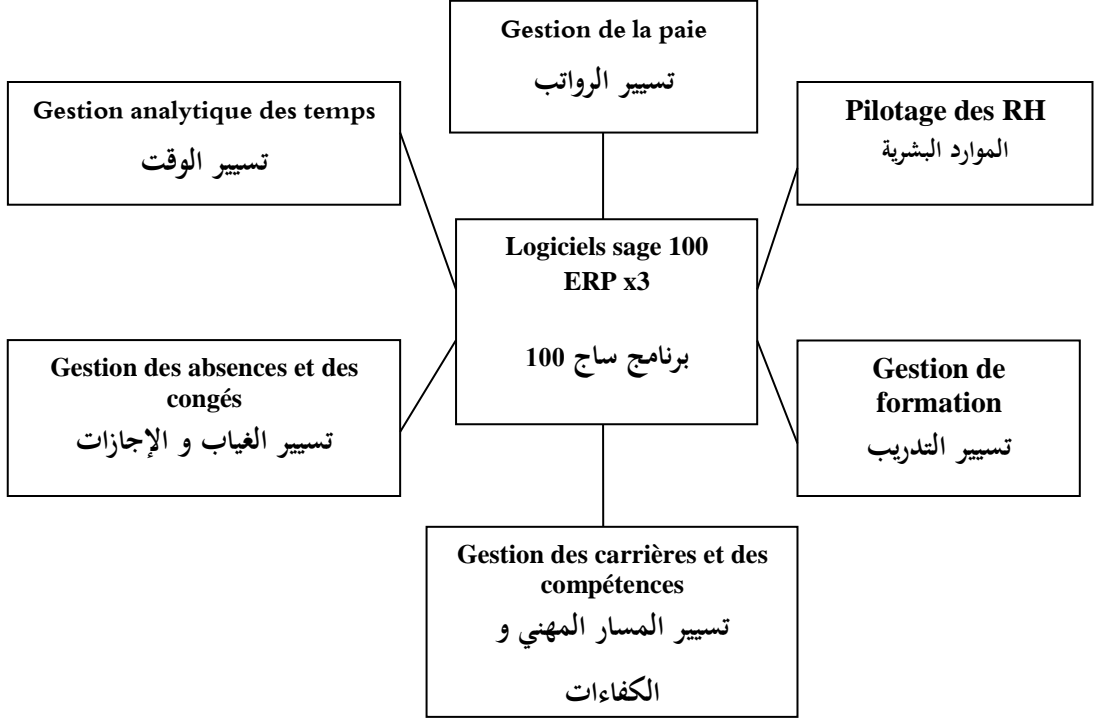 Gestion de la paie
تسيير الرواتب
Gestion analytique des temps
تسيير الوقت
Pilotage des RH
الموارد البشرية
Logiciels sage 100
ERP x3
برنامج ساج 100
Gestion des absences et des
congés
تسيير الغياب و الإجازات
Gestion de
formation
تسيير التدريب
Gestion des carrières et des
compétences
تسيير المسار المهني و
الكفاءات